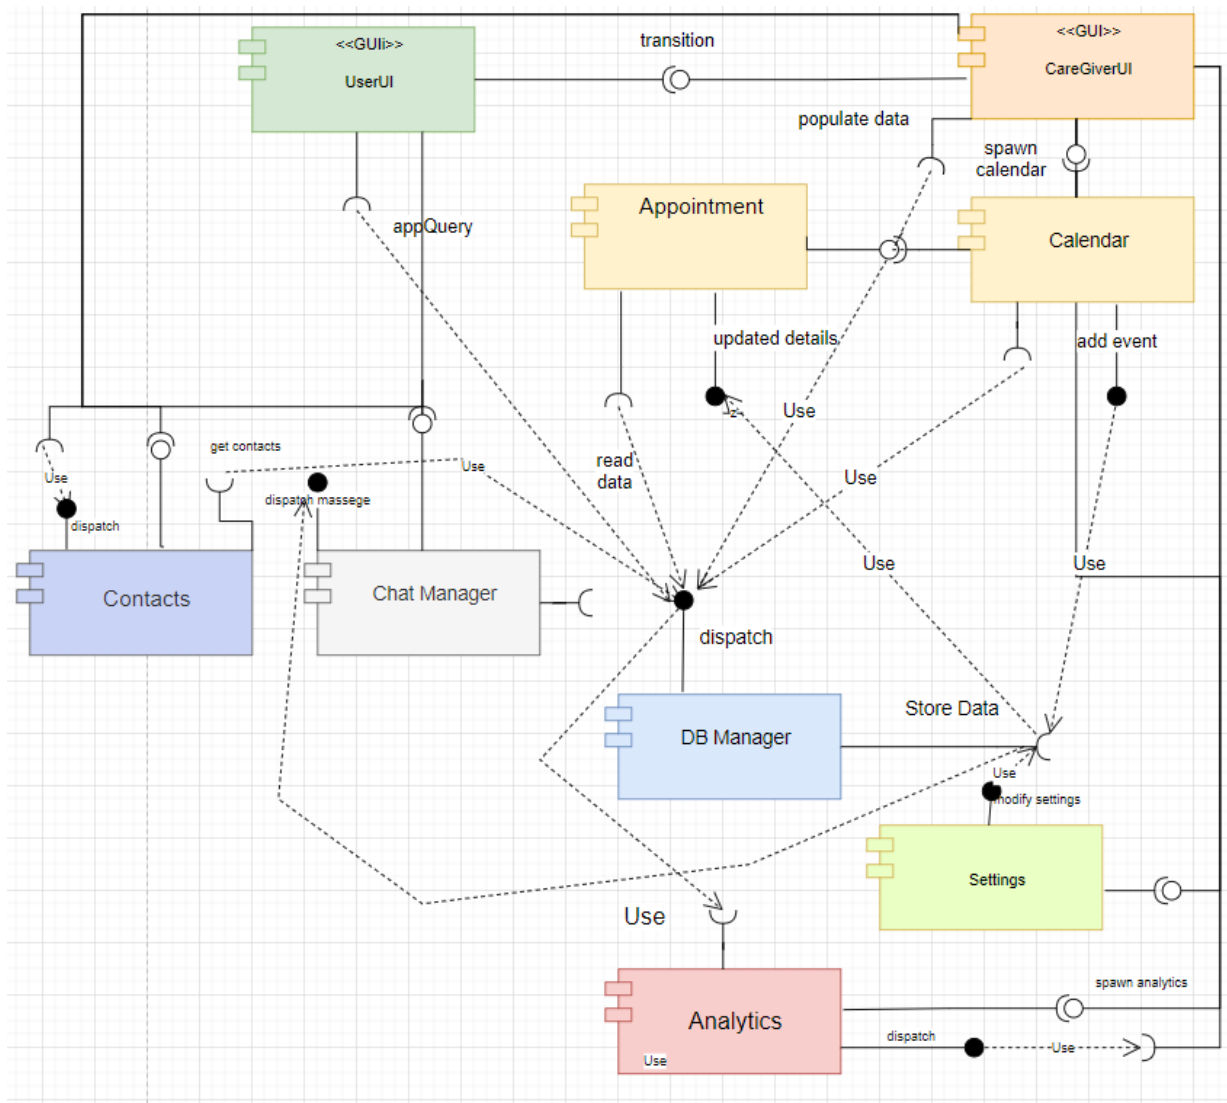 <<GUIi>>
UserUI
transition
<<GUI>>
CareGiverUI
populate data
spawn
calendar
Appointment
appQuery
Calendar
updated details
add event
Use
z
get contacts
Use
read
data
Use
Use
dispatch massege
dispatch
Use
Use
Contacts
Chat Manager
dispatch
Store Data
DB Manager
Use
modify settings
Settings
Use
spawn analytics
Analytics
dispatch
Use
Use